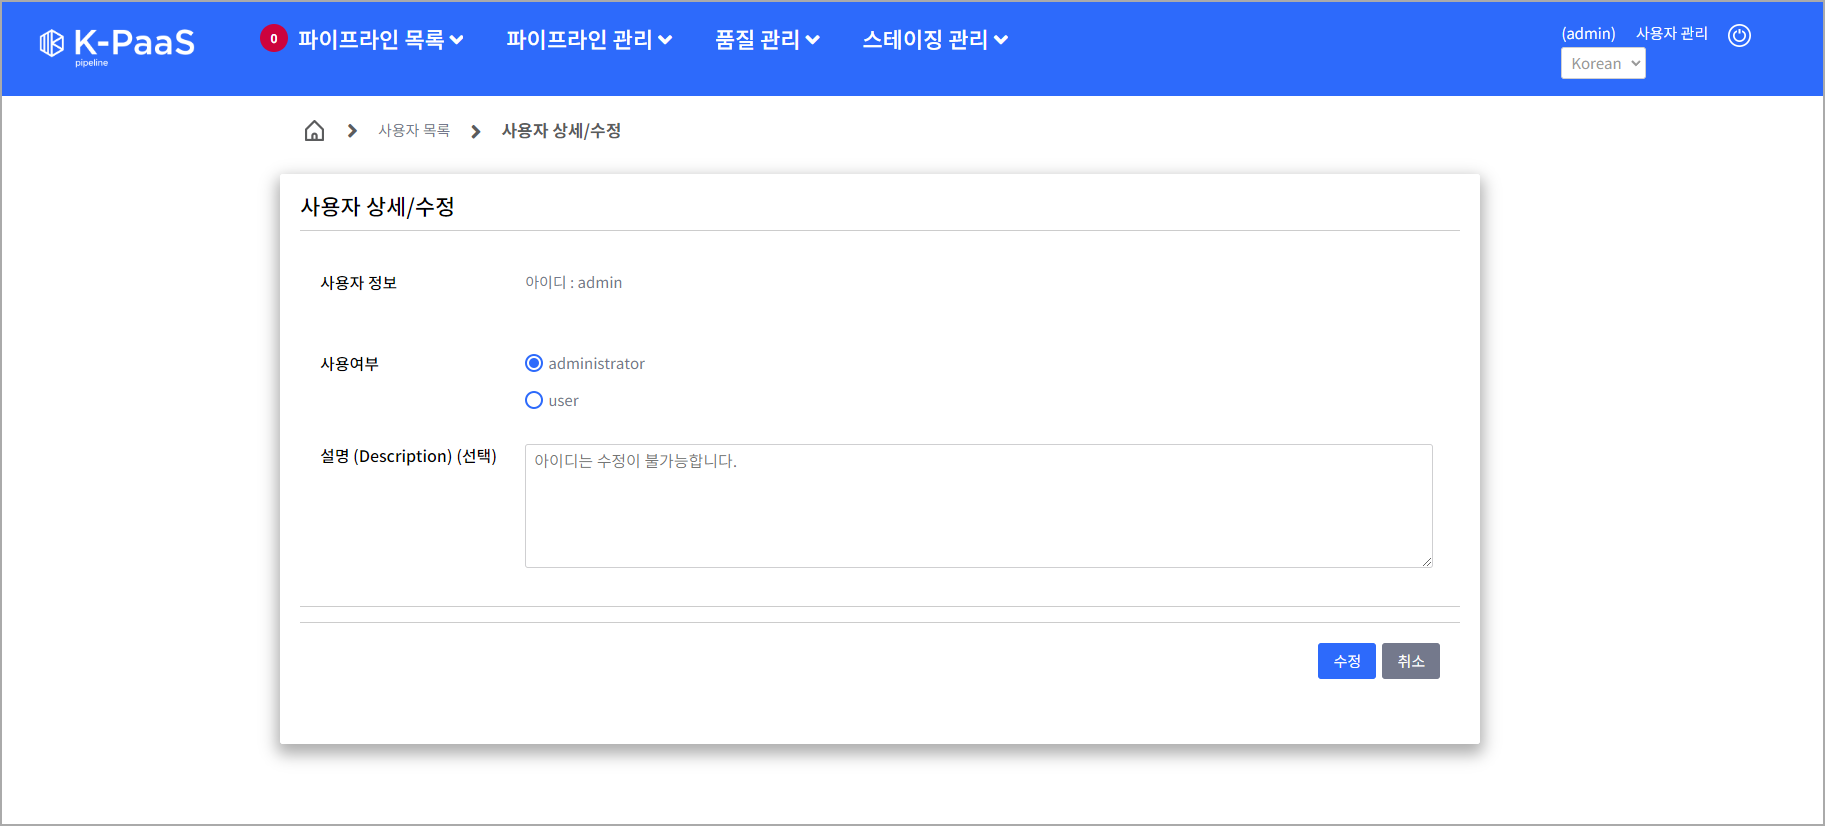 K-PaaS
pipeline
0 파이프라인 목록 파이프라인 관리 품질 관리 스테이징 관리
(admin) 사용자 관리
Korean
사용자 목록 사용자 상세/수정
사용자 상세/수정
사용자 정보 아이디 : admin
사용여부 administrator
user
설명 (Description) (선택) 아이디는 수정이 불가능합니다.
수정 취소